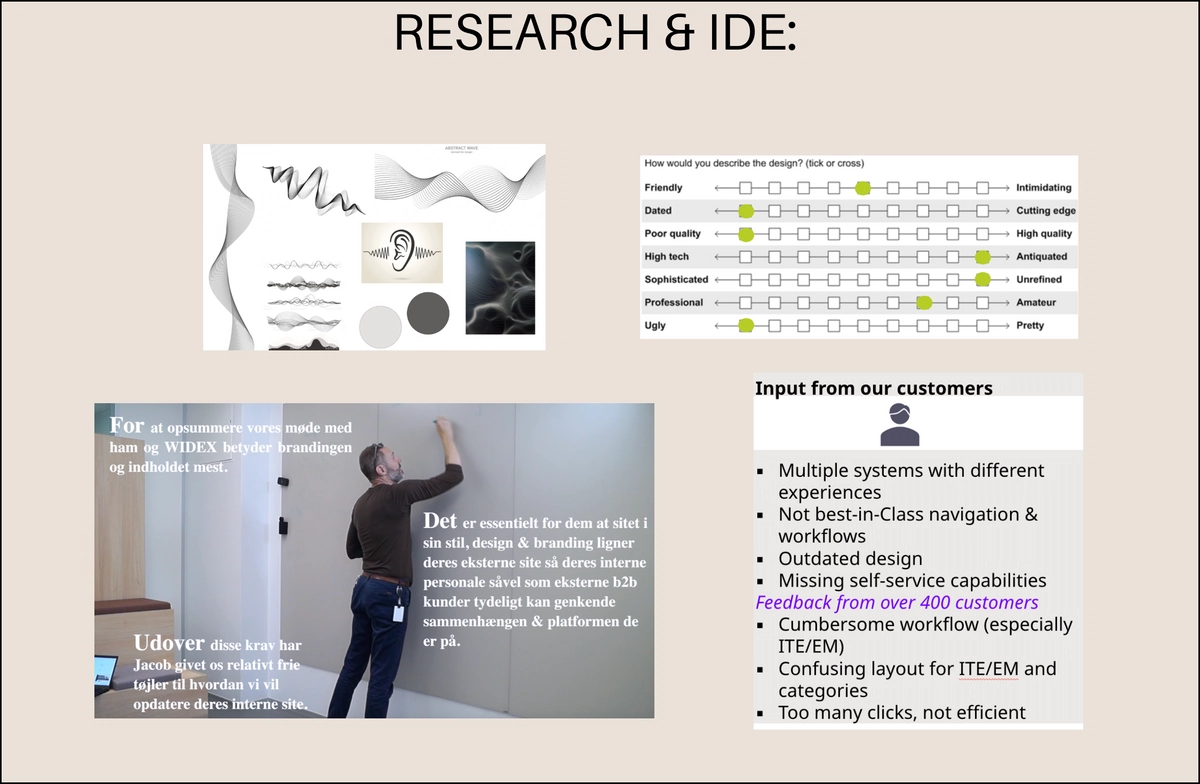 RESEARCH & IDE:
ABSTRACT WAVE
How would you describe the design? (tick or cross)
Friendly Intimidating
Dated Cutting edge
Poor quality High quality
High tech Antiquated
Sophisticated Unrefined
Professional Amateur
Ugly Pretty
For at opsummere vores møde med
ham og WIDEX betyder brandingen
og indholdet mest.
Det er essentielt for dem at sitet i
sin stil, design & branding ligner
deres eksterne site så deres interne
personale såvel som eksterne b2b
kunder tydeligt kan genkende
sammenhængen & platformen de
er på.
Udover disse krav har
Jacob givet os relativt frie
tøjler til hvordan vi vil
opdatere deres interne site.
Input from our customers
▪ Multiple systems with different
experiences
▪ Not best-in-Class navigation &
workflows
▪ Outdated design
▪ Missing self-service capabilities
Feedback from over 400 customers
▪ Cumbersome workflow (especially
ITE/EM)
▪ Confusing layout for ITE/EM and
categories
▪ Too many clicks, not efficient